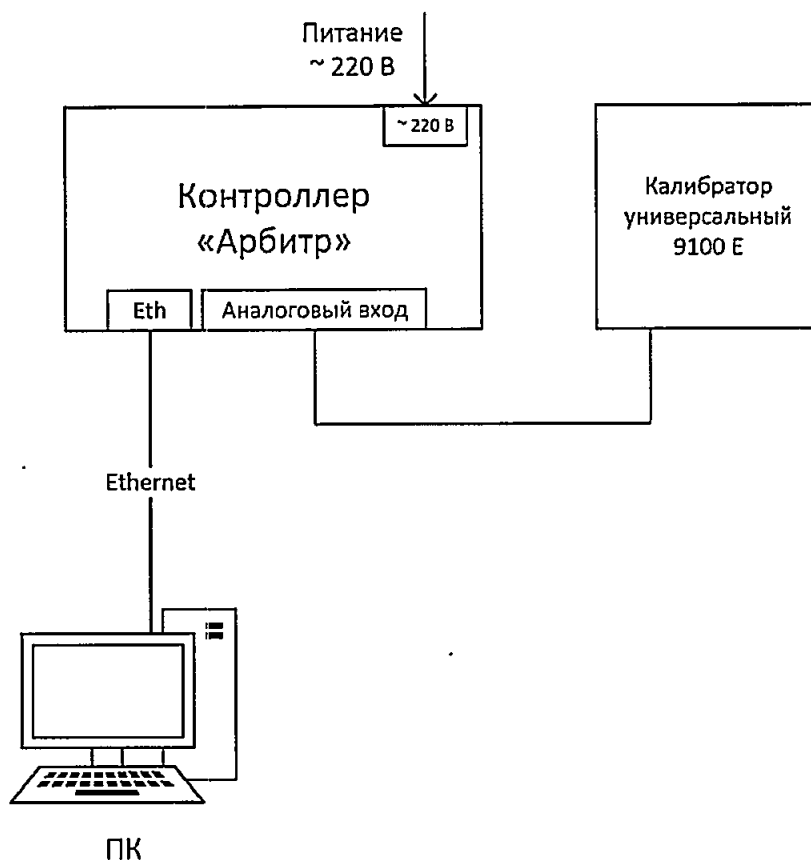 Питание
~ 220 В
~ 220 В
Контроллер
«Арбитр»
Калибратор
универсальный
9100 Е
Eth
Аналоговый вход
Ethernet
ПК